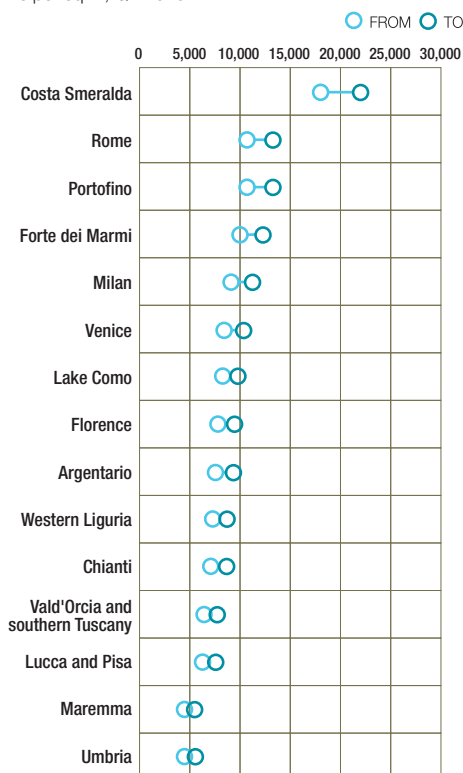 FROM TO
0 5,000 10,000 15,000 20,000 25,000 30,000
Costa Smeralda
Rome
Portofino
Forte dei Marmi
Milan
Venice
Lake Como
Florence
Argentario
Western Liguria
Chianti
Vald'Orcia and
southern Tuscany
Lucca and Pisa
Maremma
Umbria